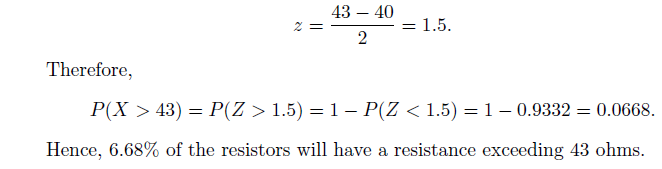 z = \frac{43 - 40}{2} = 1.5.
Therefore,
P(X > 43) = P(Z > 1.5) = 1 − P(Z < 1.5) = 1 − 0.9332 = 0.0668.
Hence, 6.68% of the resistors will have a resistance exceeding 43 ohms.